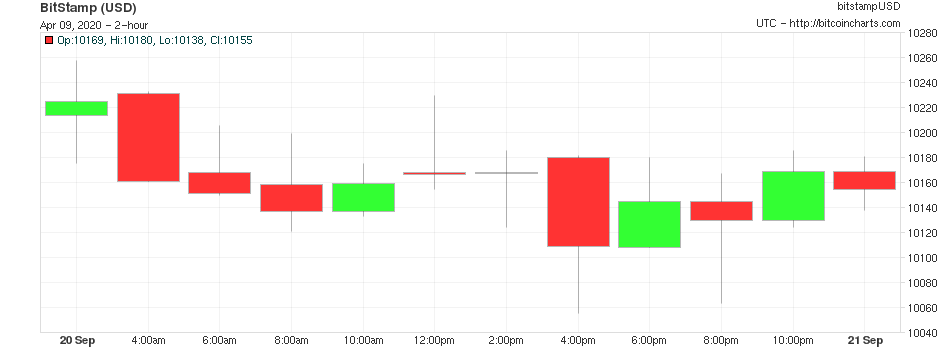 BitStamp (USD)
bitstampUSD
Apr 09, 2020 - 2-hour
UTC - http://bitcoincharts.com
Op:10169, Hi:10180, Lo:10138, Cl:10155
10280
10260
10240
10220
10200
10180
10160
10140
10120
10100
10080
10060
10040
20 Sep 4:00am 6:00am 8:00am 10:00am 12:00pm 2:00pm 4:00pm 6:00pm 8:00pm 10:00pm 21 Sep